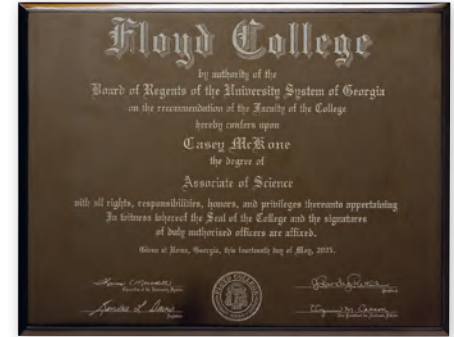 Floyd College
by authority of the
Board of Regents of the University System of Georgia
on the recommendation of the Faculty of the College
hereby confers upon
Casey McKone
the degree of
Associate of Science
with all rights, responsibilities, honors, and privileges thereunto appertaining
In witness whereof the Seal of the College and the signatures
of duly authorized officers are affixed.
Given at Rome, Georgia, this fourteenth day of May,